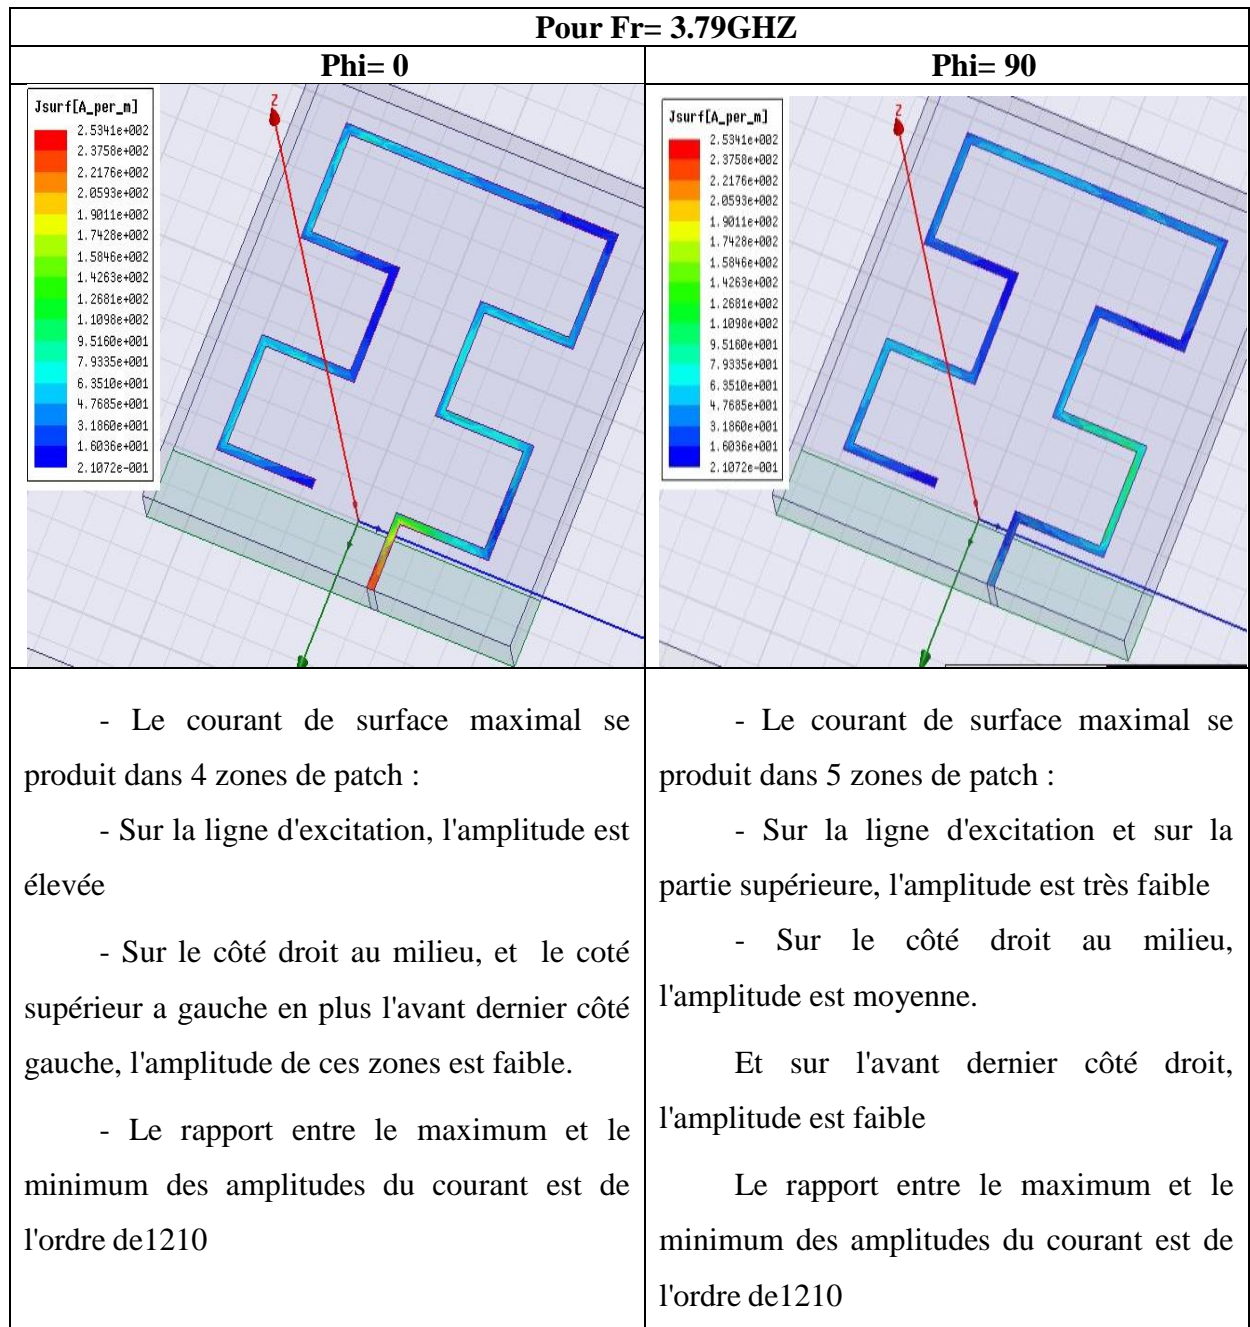 Pour Fr= 3.79GHZ
Phi= 0
Phi= 90
Jsurf[A_per_m]
2.5341e+002
2.3758e+002
2.2176e+002
2.0593e+002
1.9011e+002
1.7428e+002
1.5846e+002
1.4263e+002
1.2681e+002
1.1098e+002
9.5160e+001
7.9335e+001
6.3510e+001
4.7685e+001
3.1860e+001
1.6036e+001
2.1072e-001
Z
Jsurf[A_per_m]
2.5341e+002
2.3758e+002
2.2176e+002
2.0593e+002
1.9011e+002
1.7428e+002
1.5846e+002
1.4263e+002
1.2681e+002
1.1098e+002
9.5160e+001
7.9335e+001
6.3510e+001
4.7685e+001
3.1860e+001
1.6036e+001
2.1072e-001
Z
- Le courant de surface maximal se
produit dans 4 zones de patch :
- Sur la ligne d'excitation, l'amplitude est
élevée
- Sur le côté droit au milieu, et le coté
supérieur a gauche en plus l'avant dernier côté
gauche, l'amplitude de ces zones est faible.
- Le rapport entre le maximum et le
minimum des amplitudes du courant est de
l'ordre de1210
- Le courant de surface maximal se
produit dans 5 zones de patch :
- Sur la ligne d'excitation et sur la
partie supérieure, l'amplitude est très faible
- Sur le côté droit au milieu,
l'amplitude est moyenne.
Et sur l'avant dernier côté droit,
l'amplitude est faible
Le rapport entre le maximum et le
minimum des amplitudes du courant est de
l'ordre de1210